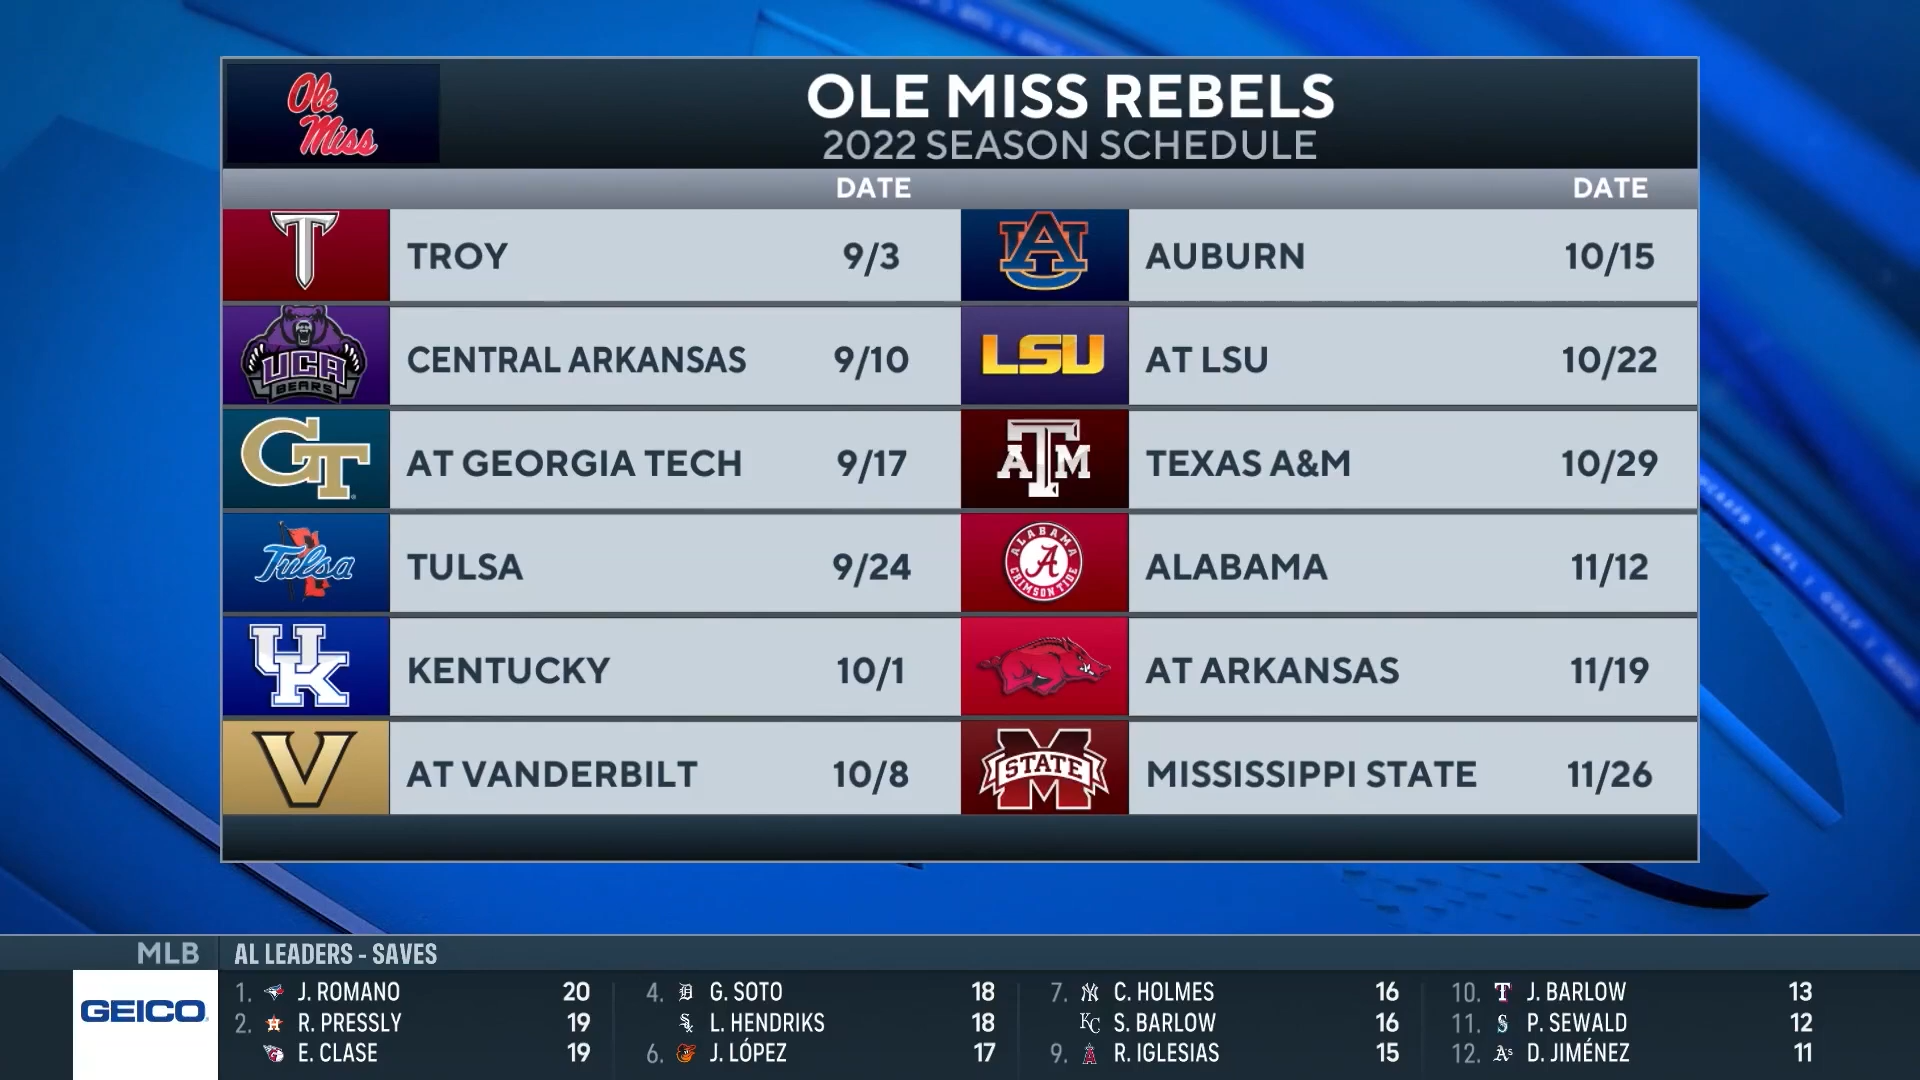 Ole
Miss
OLE MISS REBELS
2022 SEASON SCHEDULE
DATE DATE
T TROY 9/3
UCA BEARS CENTRAL ARKANSAS 9/10
GT AT GEORGIA TECH 9/17
Tulsa TULSA 9/24
UK KENTUCKY 10/1
V AT VANDERBILT 10/8
AU AUBURN 10/15
LSU AT LSU 10/22
ATM TEXAS A&M 10/29
ALABAMA A CRIMSON TIDE ALABAMA 11/12
AT ARKANSAS 11/19
M STATE MISSISSIPPI STATE 11/26
MLB AL LEADERS - SAVES
GEICO
1. J. ROMANO 20
2. R. PRESSLY 19
E. CLASE 19
4. G. SOTO 18
L. HENDRIKS 18
6. J. LÓPEZ 17
7. C. HOLMES 16
KC S. BARLOW 16
9. R. IGLESIAS 15
10. J. BARLOW 13
11. P. SEWALD 12
12. A's D. JIMÉNEZ 11